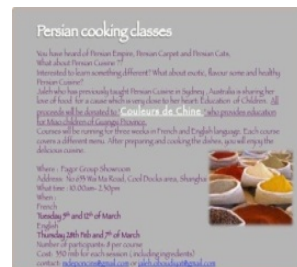 Persian cooking classes
You have heard of Persian Empire, Persian Carpet and Persian Cats,
What about Persian Cuisine ??
Interested to learn something different? What about exotic, flavour some and healthy
Persian Cuisine?
Jaleh who has previously taught Persian Cuisine in Sydney , Australia is sharing her
love of food for a cause which is very close to her heart: Education of Children. All
proceeds will be donated to " Couleurs de Chine " who provides education
for Miao children of Guangxi Province.
Courses will be running for three weeks in French and English language. Each course
covers a different menu. After preparing and cooking the dishes, you will enjoy the
delicious cuisine.
Where : Pagor Group Showroom
Address: No 479 Wai Ma Road, Cool Docks area, Shanghai
What time : 10.00am- 2.30pm
When :
French
Tuesday 5th and 12th of March
English
Thursday 28th Feb and 7th of March
Number of participants: 8 per course
Cost: 350 rmb for each session ( including ingredients)
contact: